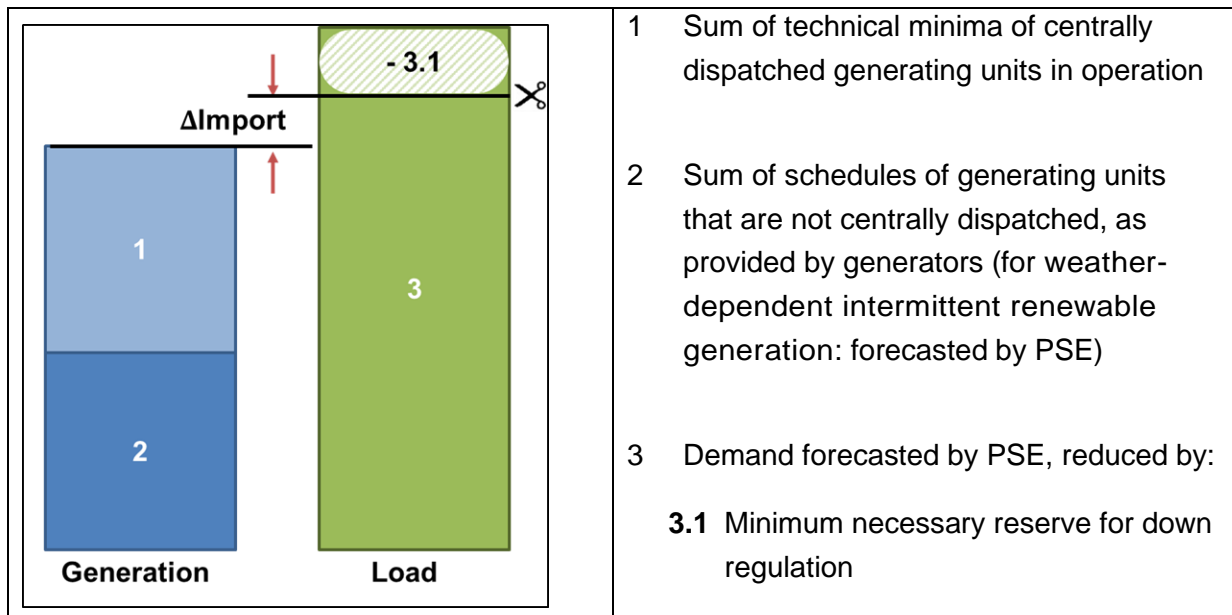 - 3.1
ΔImport
1
3
2
Generation
Load
1 Sum of technical minima of centrally
dispatched generating units in operation
2 Sum of schedules of generating units
that are not centrally dispatched, as
provided by generators (for weather-
dependent intermittent renewable
generation: forecasted by PSE)
3 Demand forecasted by PSE, reduced by:
3.1 Minimum necessary reserve for down
regulation